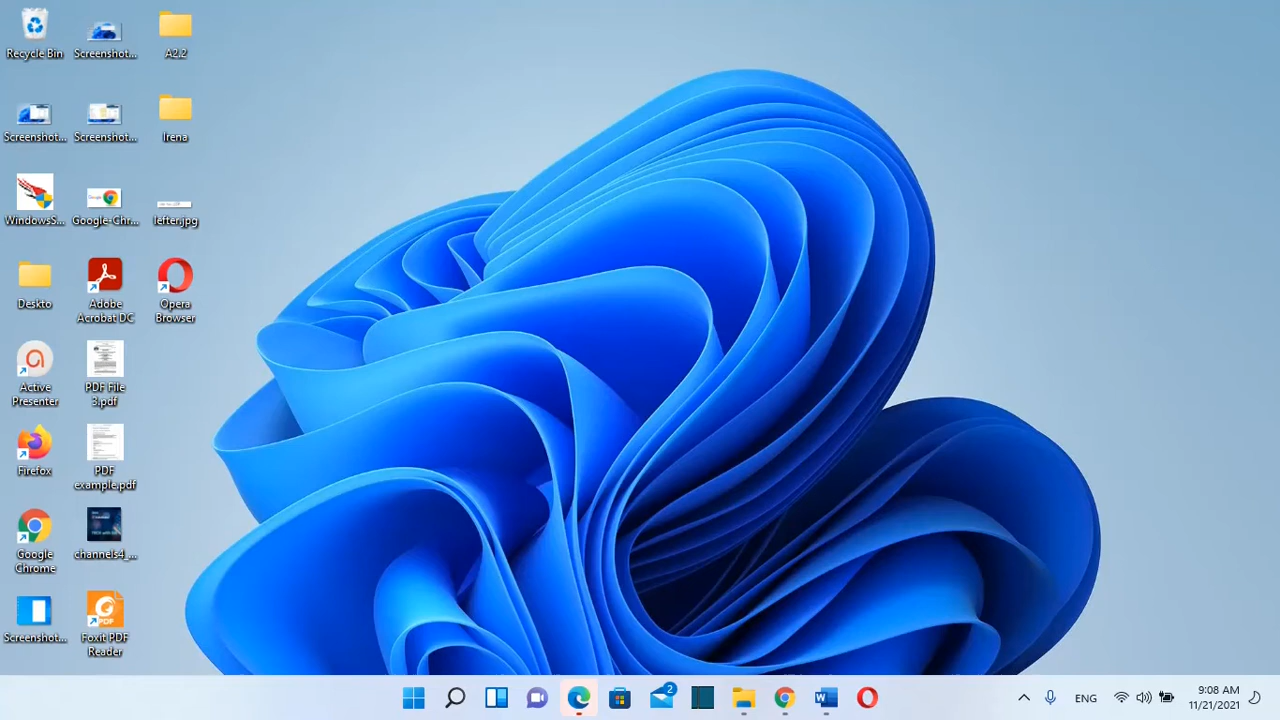 Recycle Bin
Screenshot...
A2.2
Screenshot...
Screenshot...
Irena
WindowsS...
Google-Chr...
letter.jpg
Deskto
Adobe
Acrobat DC
Opera
Browser
Active
Presenter
PDF File
3.pdf
Firefox
PDF
example.pdf
Google
Chrome
channels4_...
Screenshot...
Foxit PDF
Reader
2
ENG
9:08 AM
11/21/2021